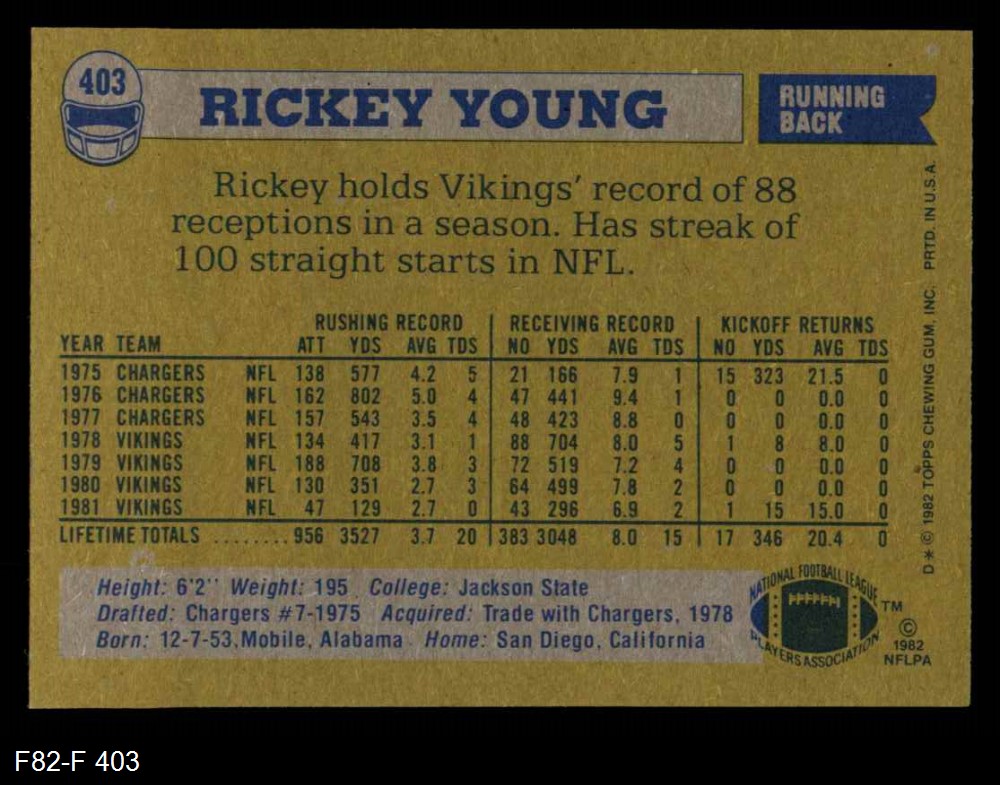 403
RICKEY YOUNG
RUNNING
BACK
Rickey holds Vikings' record of 88
receptions in a season. Has streak of
100 straight starts in NFL.
RUSHING RECORD RECEIVING RECORD KICKOFF RETURNS
YEAR TEAM ATT YDS AVG TDS NO YDS AVG TDS NO YDS AVG TDS
1975 CHARGERS NFL 138 577 4.2 5 21 166 7.9 1 15 323 21.5 0
1976 CHARGERS NFL 162 802 5.0 4 47 441 9.4 1 0 0 0.0 0
1977 CHARGERS NFL 157 543 3.5 4 48 423 8.8 0 0 0 0.0 0
1978 VIKINGS NFL 134 417 3.1 1 88 704 8.0 5 1 8 8.0 0
1979 VIKINGS NFL 188 708 3.8 3 72 519 7.2 4 0 0 0.0 0
1980 VIKINGS NFL 130 351 2.7 3 64 499 7.8 2 0 0 0.0 0
1981 VIKINGS NFL 47 129 2.7 0 43 296 6.9 2 1 15 15.0 0
LIFETIME TOTALS ........ 956 3527 3.7 20 383 3048 8.0 15 17 346 20.4 0
Height: 6'2'' Weight: 195 College: Jackson State
Drafted: Chargers #7-1975 Acquired: Trade with Chargers, 1978
Born: 12-7-53, Mobile, Alabama Home: San Diego, California
NATIONAL FOOTBALL LEAGUE
PLAYERS ASSOCIATION
TM
©
1982
NFLPA
D* © 1982 TOPPS CHEWING GUM, INC. PRTD. IN U.S.A.
F82-F 403